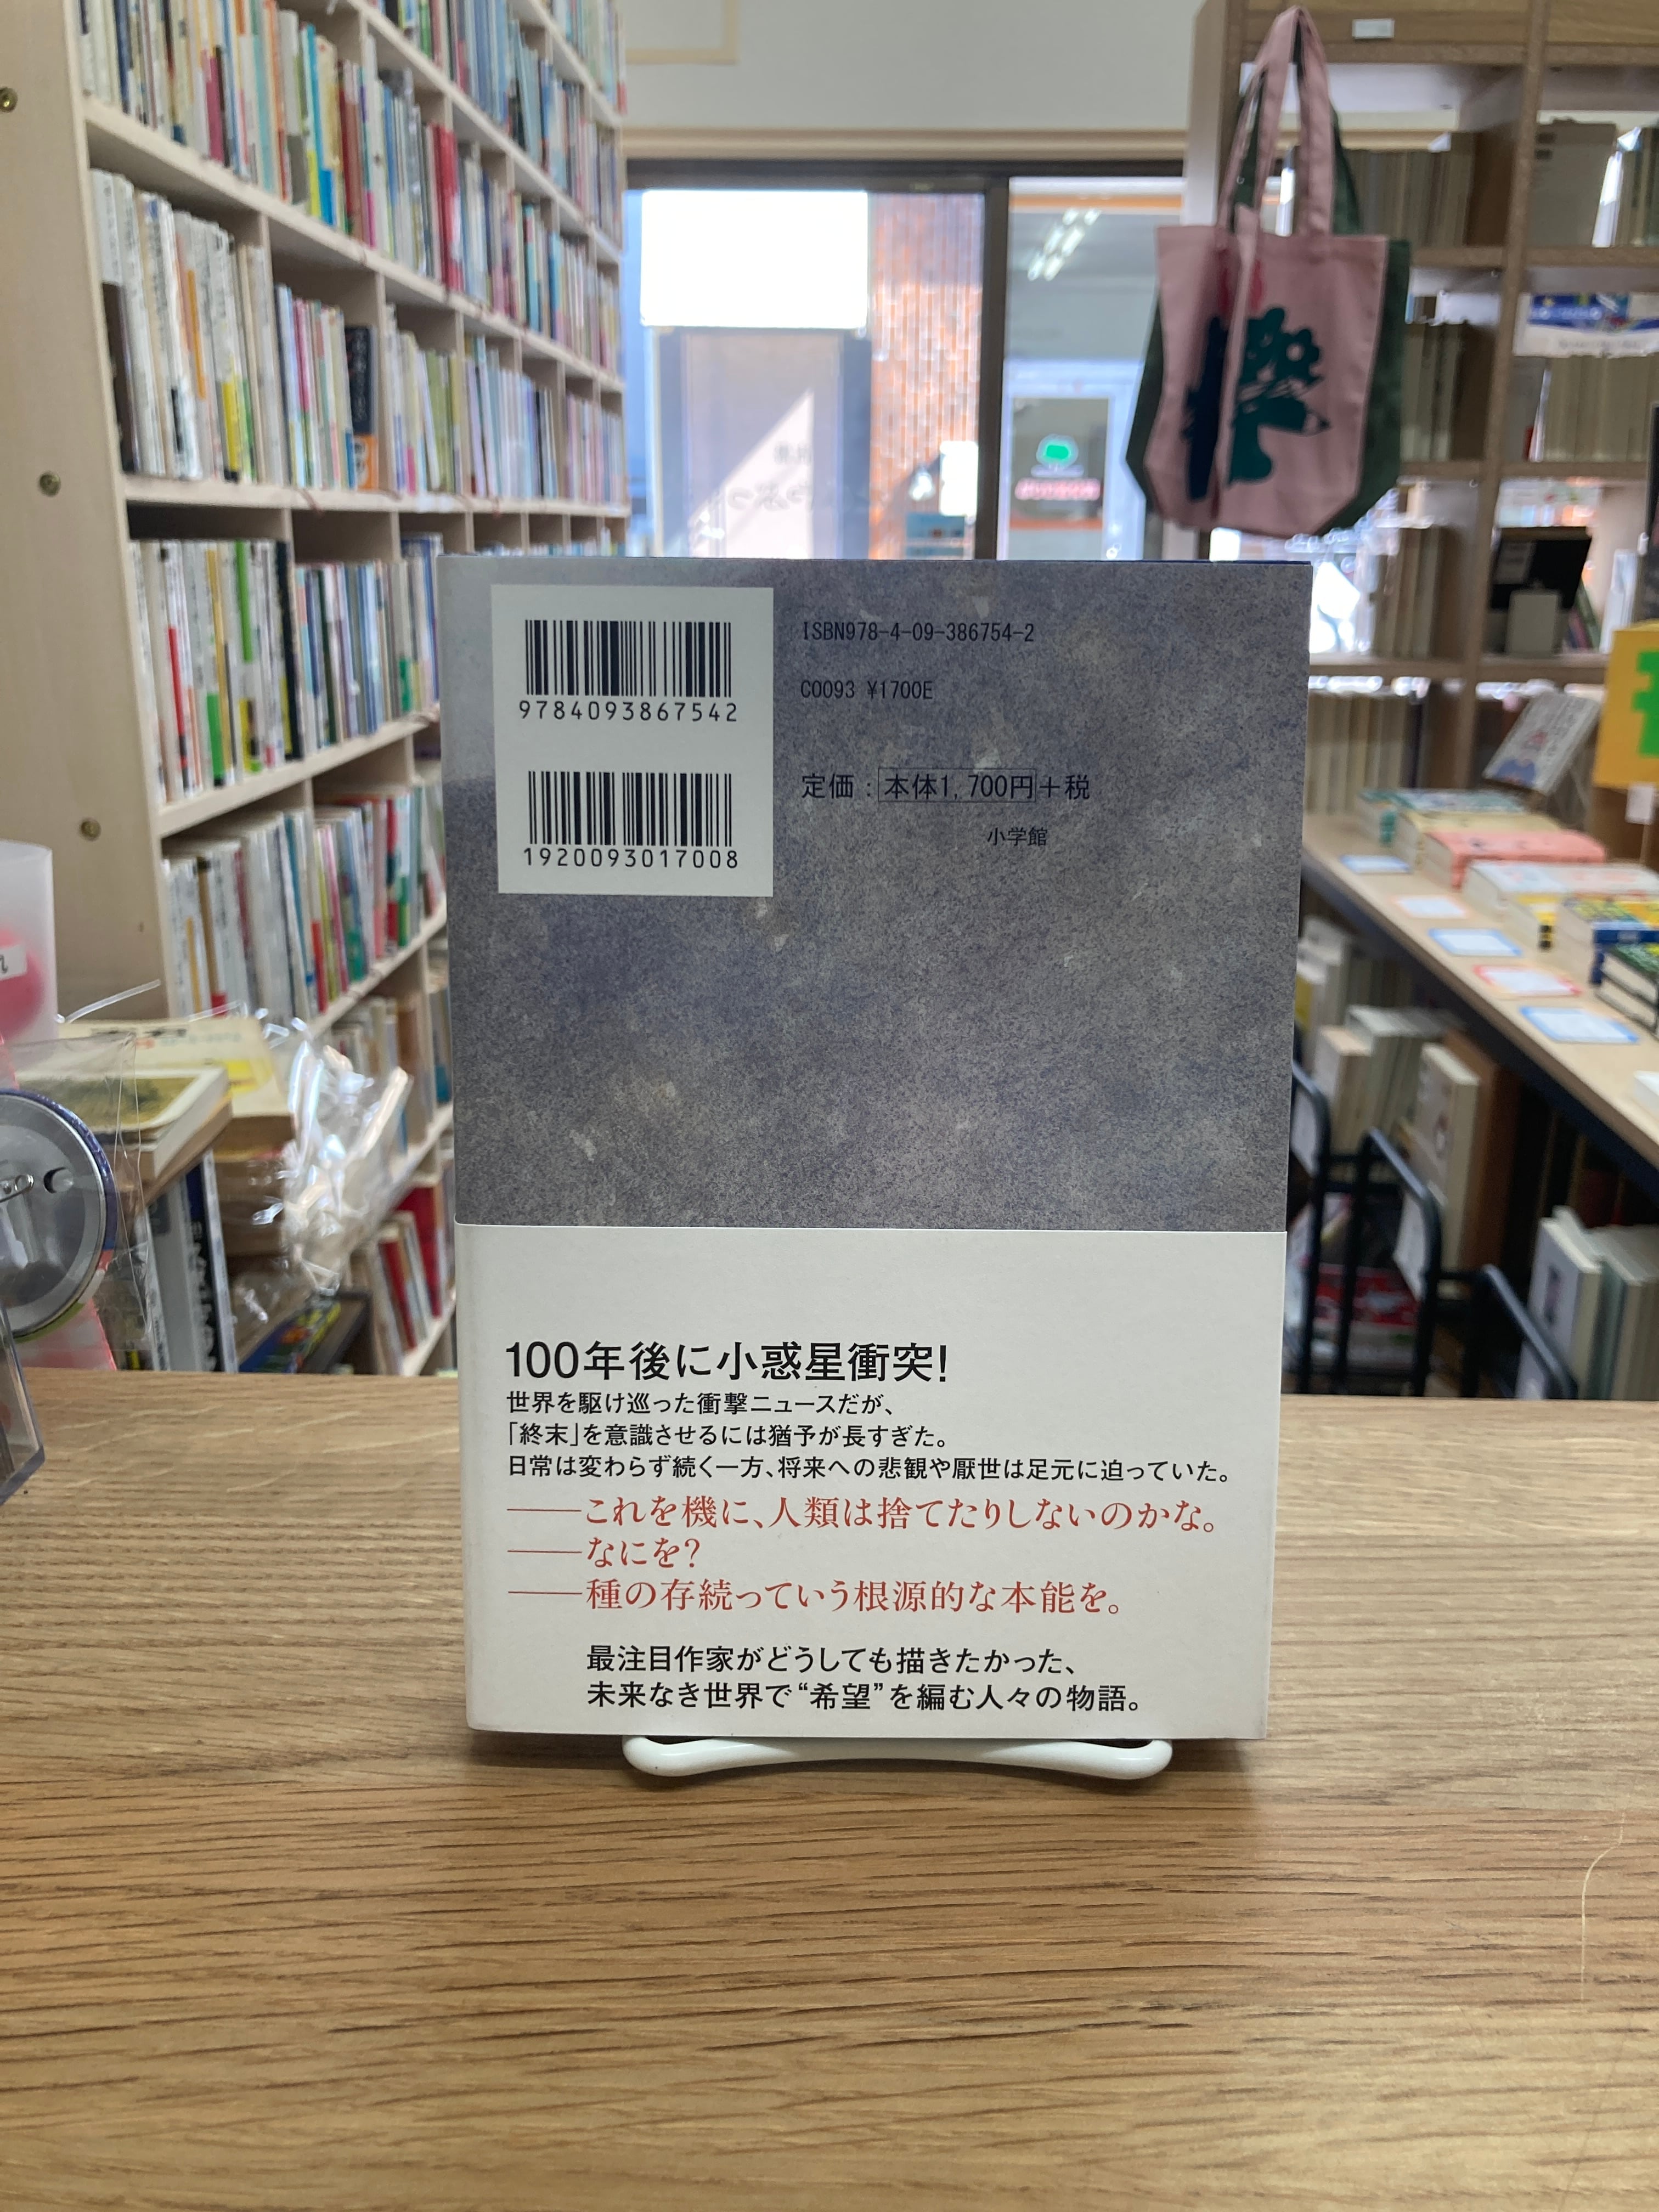 9784093867542
1920093017008
ISBN978-4-09-386754-2
C0093 ¥1700E
定価：本体1,700円＋税
小学館
100年後に小惑星衝突!
世界を駆け巡った衝撃ニュースだが、
「終末」を意識させるには猶予が長すぎた。
日常は変わらず続く一方、将来への悲観や厭世は足元に迫っていた。
――これを機に、人類は捨てたりしないのかな。
――なにを?
――種の存続っていう根源的な本能を。
最注目作家がどうしても描きたかった、
未来なき世界で“希望”を編む人々の物語。